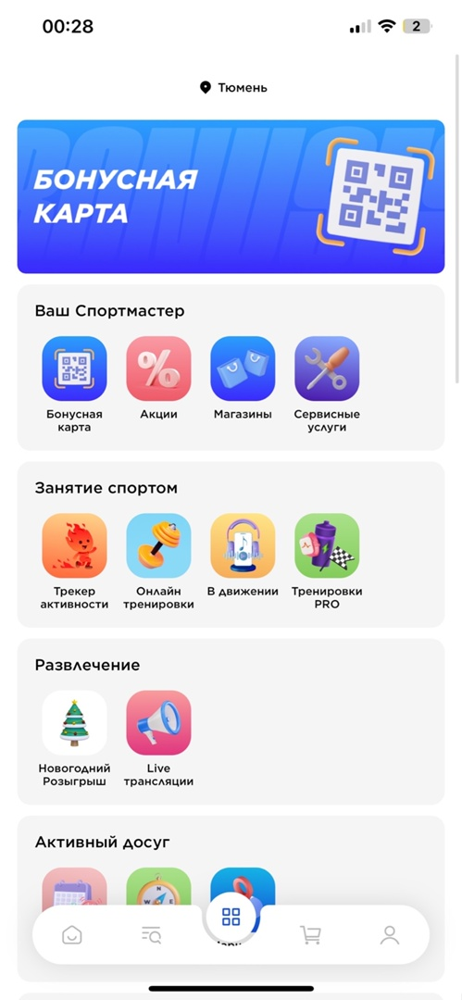 00:28
2
Тюмень
БОНУСНАЯ
КАРТА
Ваш Спортмастер
Бонусная
карта
Акции
Магазины
Сервисные
услуги
Занятие спортом
Трекер
активности
Онлайн
тренировки
В движении
Тренировки
PRO
Развлечение
Новогодний
Розыгрыш
Live
трансляции
Активный досуг
N
W
E